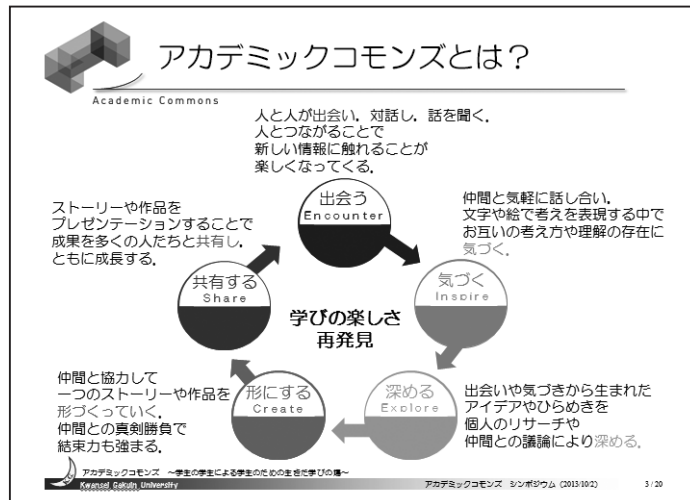 アカデミックコモンズとは？
Academic Commons
人と人が出会い，対話し，話を聞く．
人とつながることで
新しい情報に触れることが
楽しくなってくる．
出会う
Encounter
仲間と気軽に話し合い．
文字や絵で考えを表現する中で
お互いの考え方や理解の存在に
気づく．
気づく
Inspire
出会いや気づきから生まれた
アイデアやひらめきを
個人のリサーチや
仲間との議論により深める．
深める
Explore
仲間と協力して
一つのストーリーや作品を
形づくっていく．
仲間との真剣勝負で
結束力も強まる．
形にする
Create
ストーリーや作品を
プレゼンテーションすることで
成果を多くの人たちと共有し，
ともに成長する．
共有する
Share
学びの楽しさ
再発見
アカデミックコモンズ　～学生の学生による学生のための生きた学びの場～
Kwansei Gakuin University
アカデミックコモンズ　シンポジウム (2013/10/2)
3 / 20